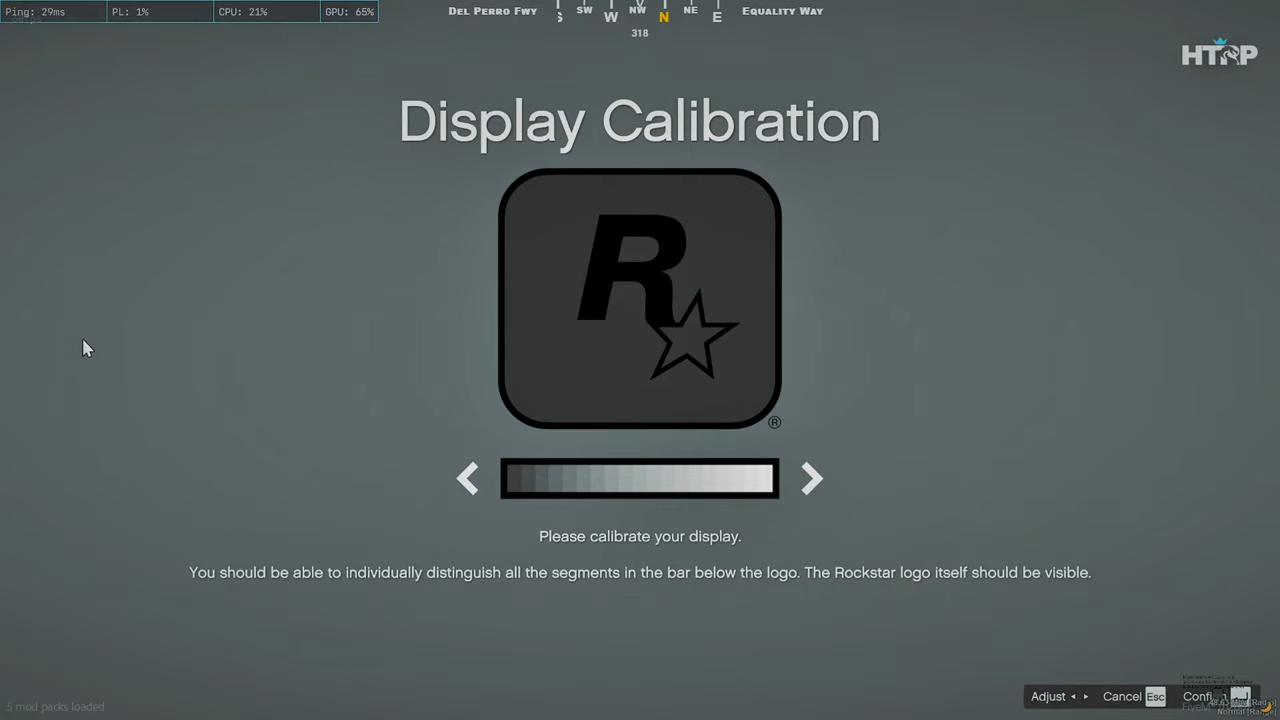 Ping: 29ms PL: 1% CPU: 21% GPU: 65%
Del Perro Fwy S SW W NW N NE E Equality Way
318
HTRP
Display Calibration
R
®
Please calibrate your display.
You should be able to individually distinguish all the segments in the bar below the logo. The Rockstar logo itself should be visible.
Adjust Cancel Esc
5 mod packs loaded
Normal [Range]